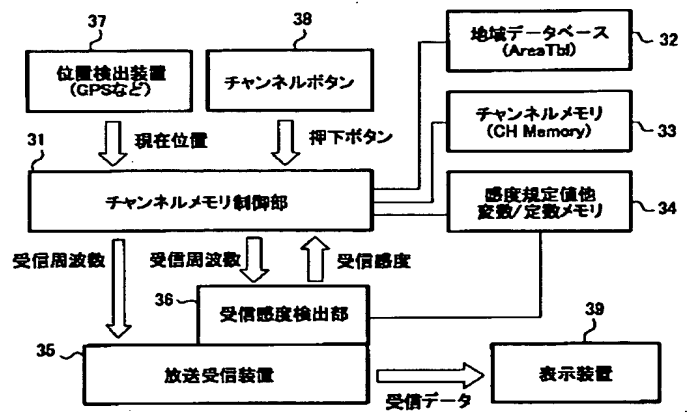 37
38
32
位置検出装置
(GPSなど)
チャンネルボタン
地域データベース
(AreaTbl)
チャンネルメモリ
(CH Memory)
33
31
現在位置
押下ボタン
チャンネルメモリ制御部
感度規定値他
変数/定数メモリ
34
受信周波数
受信周波数
受信感度
36
受信感度検出部
35
39
放送受信装置
表示装置
受信データ